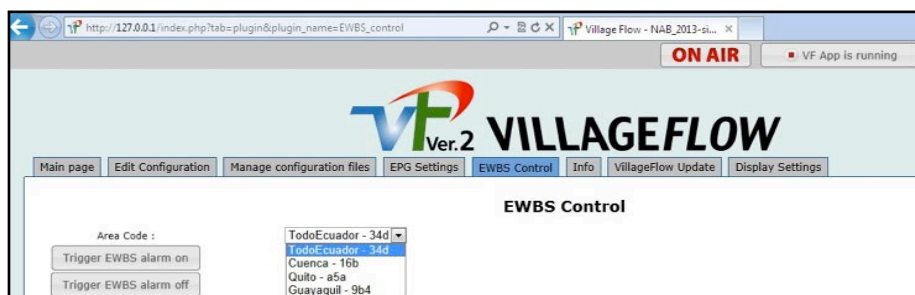 http://127.0.0.1/index.php?tab=plugin&plugin_name=EWBS_control
Village Flow - NAB_2013-si...
ON AIR
VF App is running
VF Ver.2 VILLAGEFLOW
Main page Edit Configuration Manage configuration files EPG Settings EWBS Control Info VillageFlow Update Display Settings
EWBS Control
Area Code : TodoEcuador - 34d
Trigger EWBS alarm on TodoEcuador - 34d
Cuenca - 16b
Quito - a5a
Trigger EWBS alarm off Guayaquil - 9b4